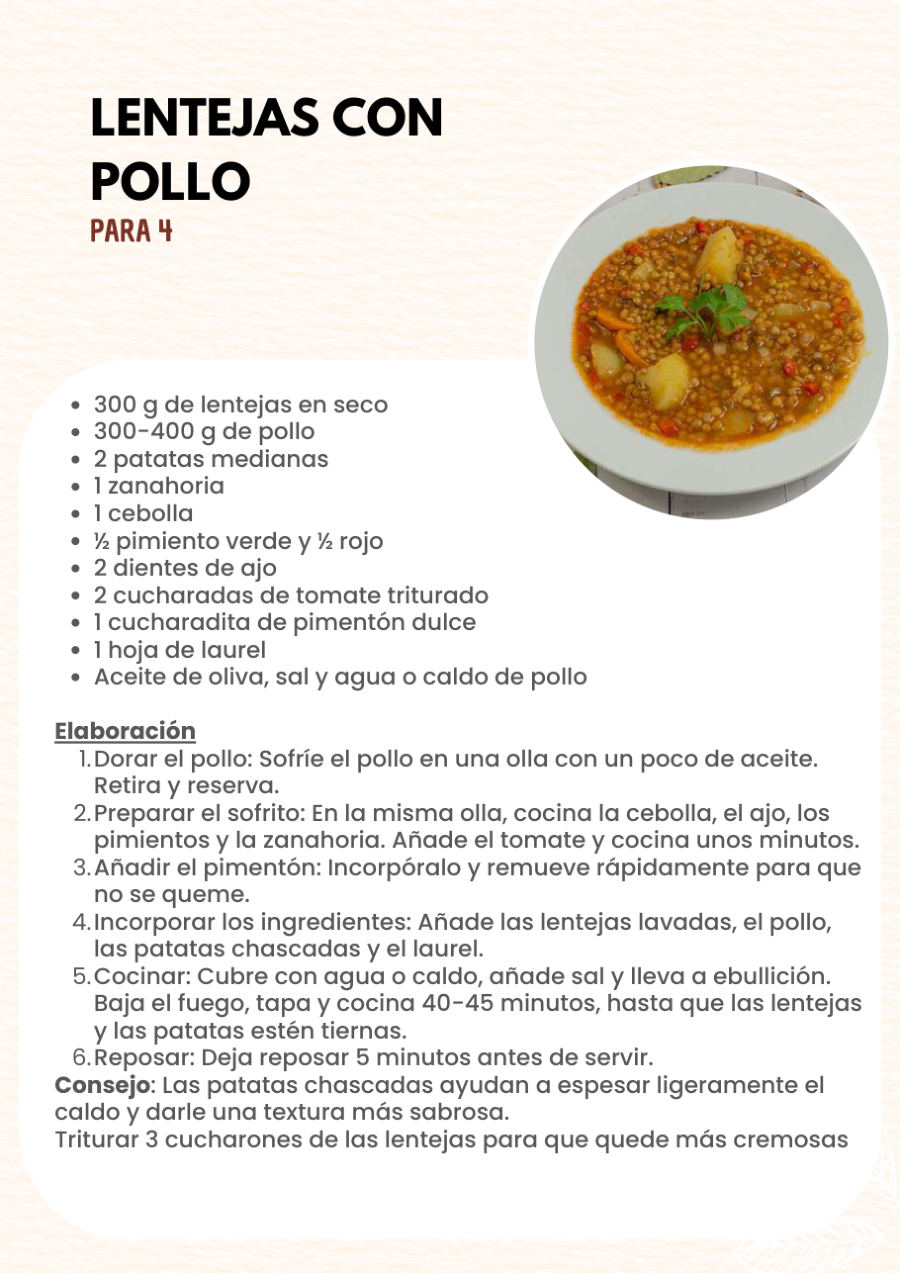 LENTEJAS CON
POLLO
PARA 4
• 300 g de lentejas en seco
• 300-400 g de pollo
• 2 patatas medianas
• 1 zanahoria
• 1 cebolla
• ½ pimiento verde y ½ rojo
• 2 dientes de ajo
• 2 cucharadas de tomate triturado
• 1 cucharadita de pimentón dulce
• 1 hoja de laurel
• Aceite de oliva, sal y agua o caldo de pollo
Elaboración
1. Dorar el pollo: Sofríe el pollo en una olla con un poco de aceite.
Retira y reserva.
2. Preparar el sofrito: En la misma olla, cocina la cebolla, el ajo, los
pimientos y la zanahoria. Añade el tomate y cocina unos minutos.
3. Añadir el pimentón: Incorpóralo y remueve rápidamente para que
no se queme.
4. Incorporar los ingredientes: Añade las lentejas lavadas, el pollo,
las patatas chascadas y el laurel.
5. Cocinar: Cubre con agua o caldo, añade sal y lleva a ebullición.
Baja el fuego, tapa y cocina 40-45 minutos, hasta que las lentejas
y las patatas estén tiernas.
6. Reposar: Deja reposar 5 minutos antes de servir.
Consejo: Las patatas chascadas ayudan a espesar ligeramente el
caldo y darle una textura más sabrosa.
Triturar 3 cucharones de las lentejas para que quede más cremosas